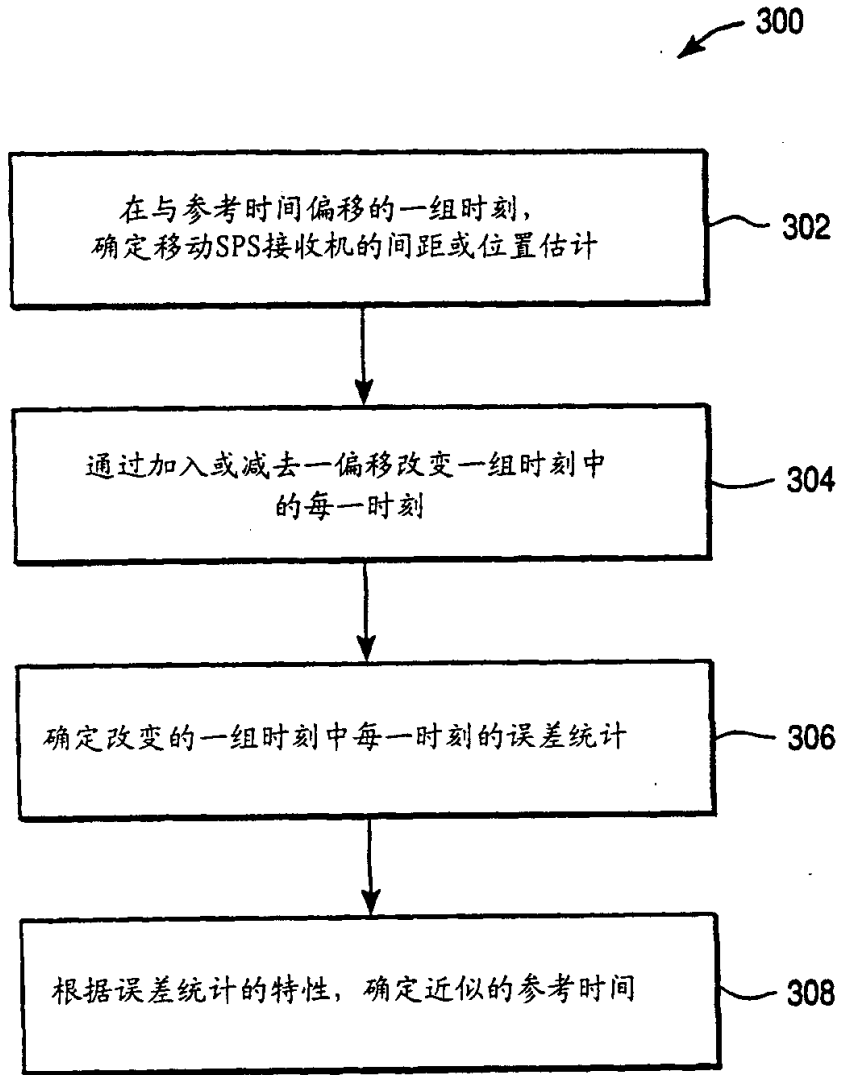 300
在与参考时间偏移的一组时刻，
确定移动SPS接收机的间距或位置估计
302
通过加入或减去一偏移改变一组时刻中
的每一时刻
304
确定改变的一组时刻中每一时刻的误差统计
306
根据误差统计的特性，确定近似的参考时间
308